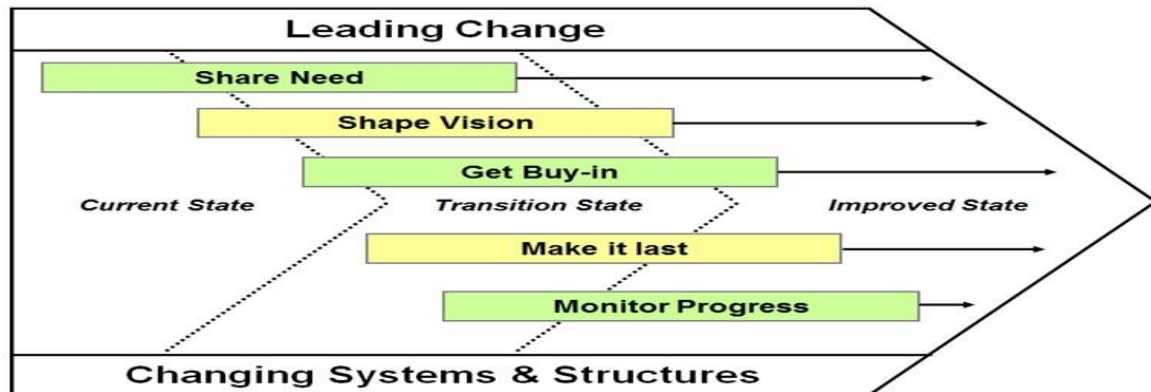 Leading Change
Share Need
Shape Vision
Get Buy-in
Current State
Transition State
Improved State
Make it last
Monitor Progress
Changing Systems & Structures